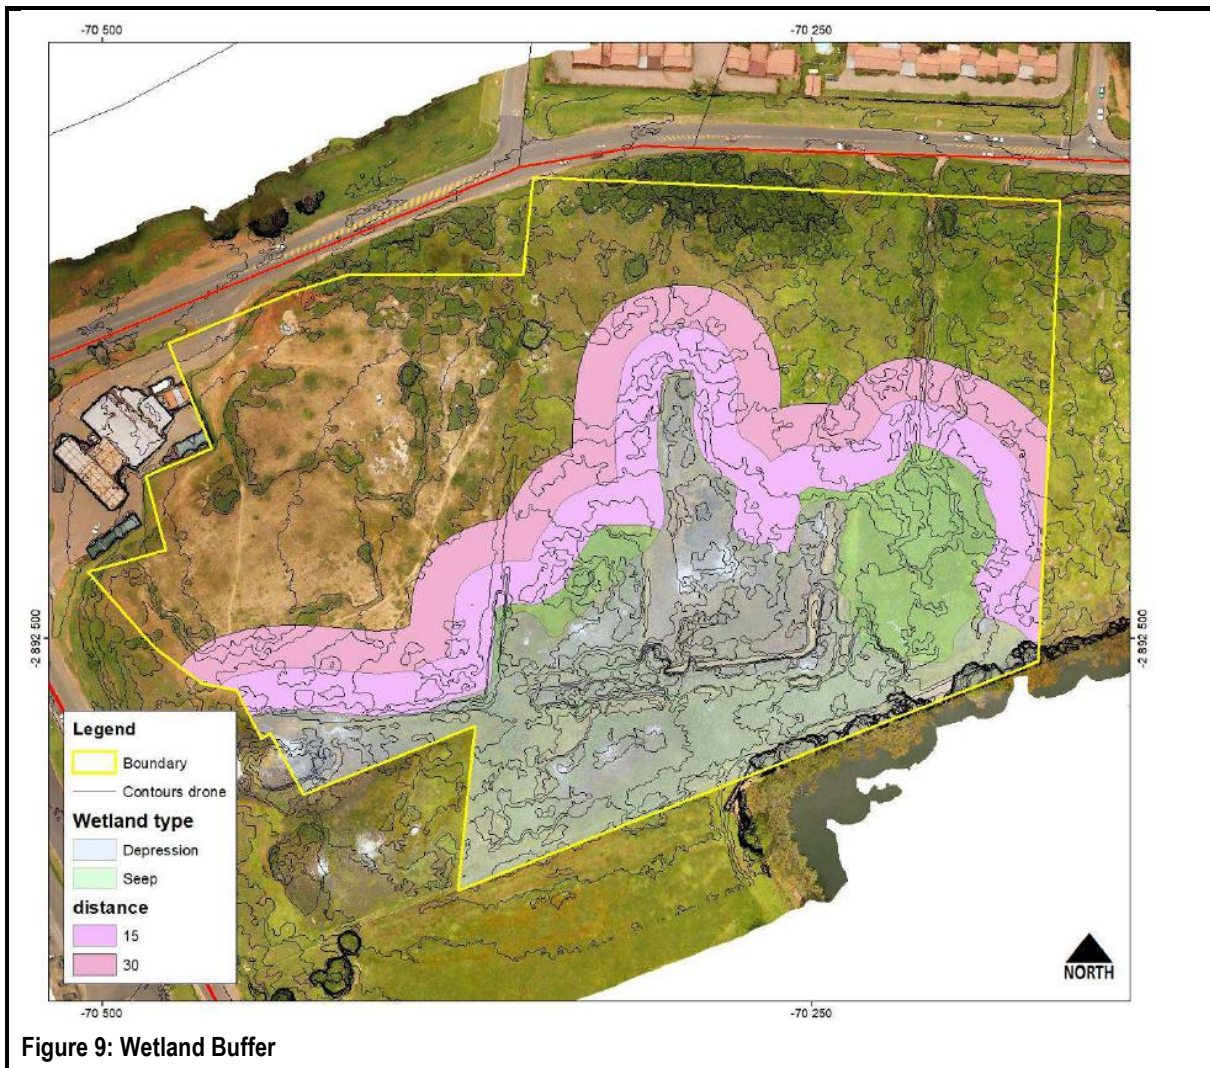 -70 500
-70 250
-2 892 500
-2 892 500
Legend
Boundary
Contours drone
Wetland type
Depression
Seep
distance
15
30
NORTH
-70 500
-70 250
Figure 9: Wetland Buffer